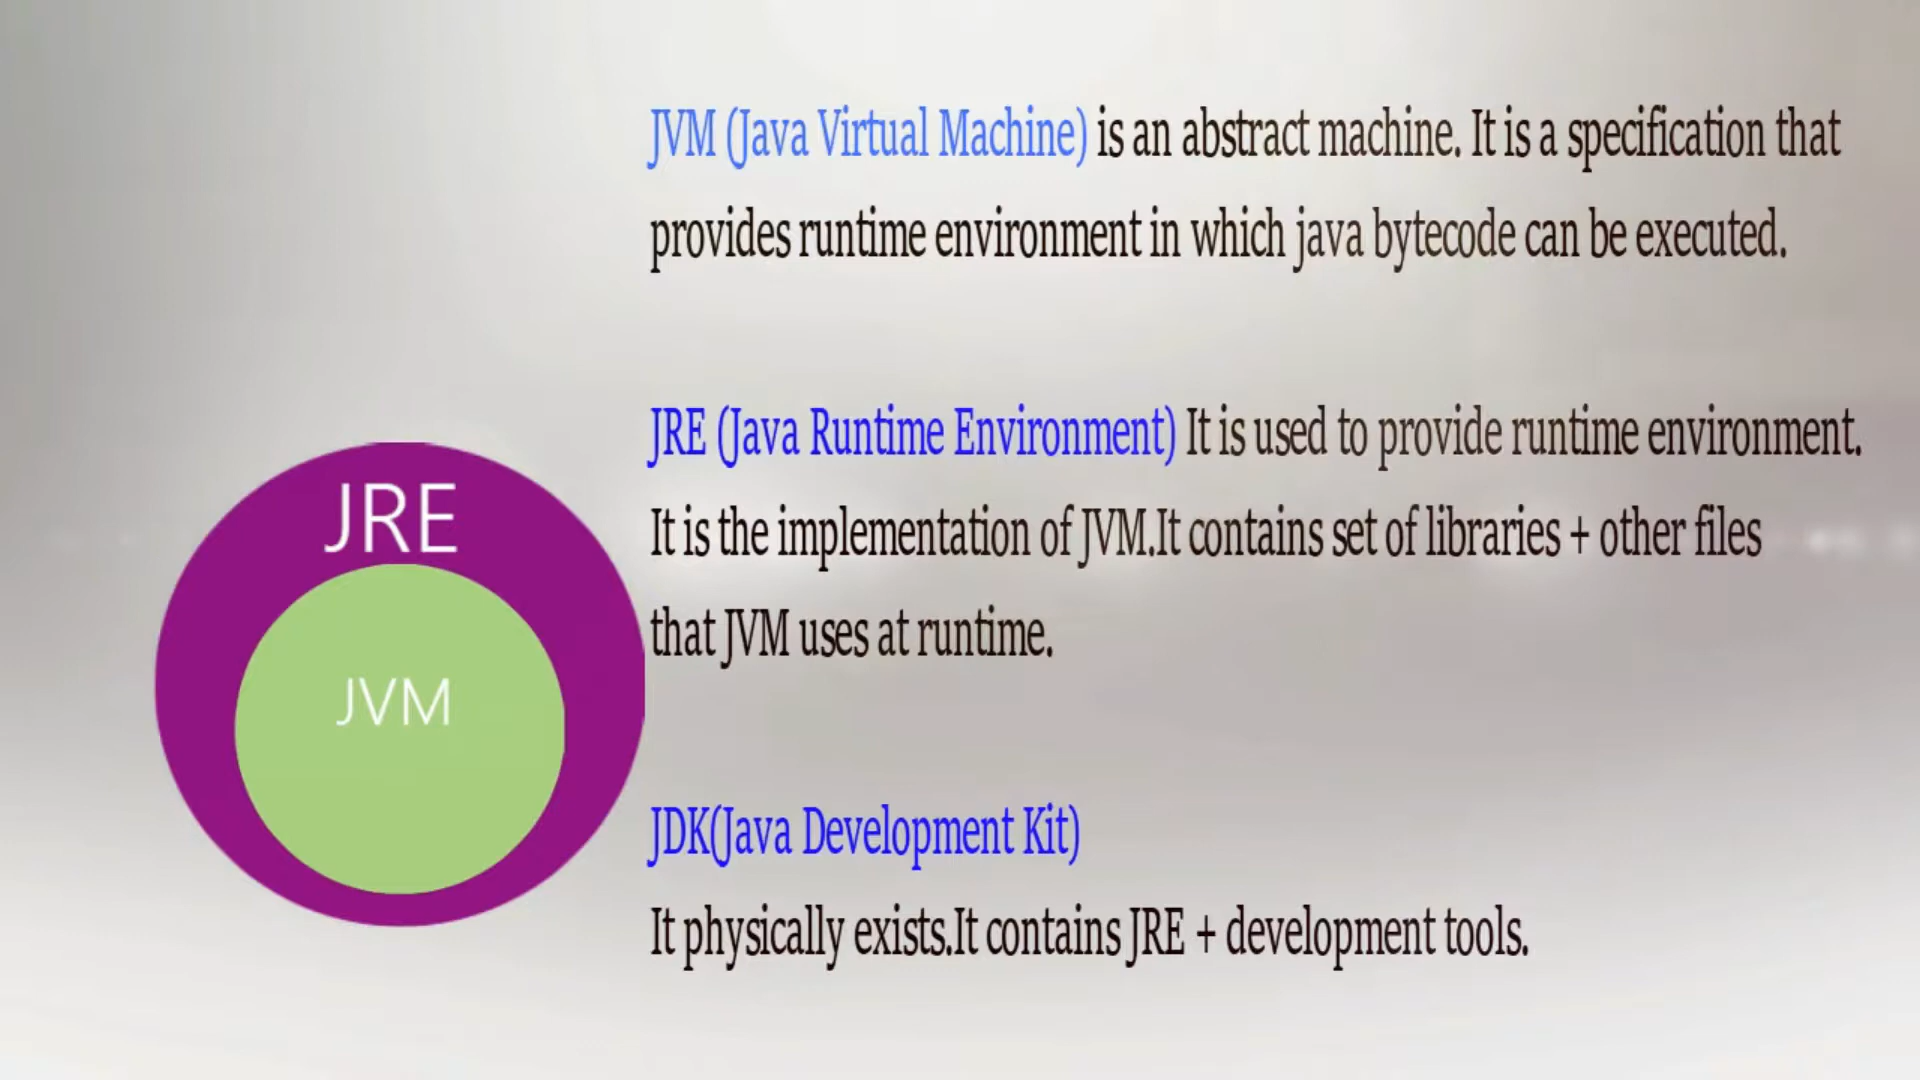 JVM (Java Virtual Machine) is an abstract machine. It is a specification that
provides runtime environment in which java bytecode can be executed.
JRE (Java Runtime Environment) It is used to provide runtime environment.
It is the implementation of JVM.It contains set of libraries + other files
that JVM uses at runtime.
JDK(Java Development Kit)
It physically exists.It contains JRE + development tools.
JRE
JVM